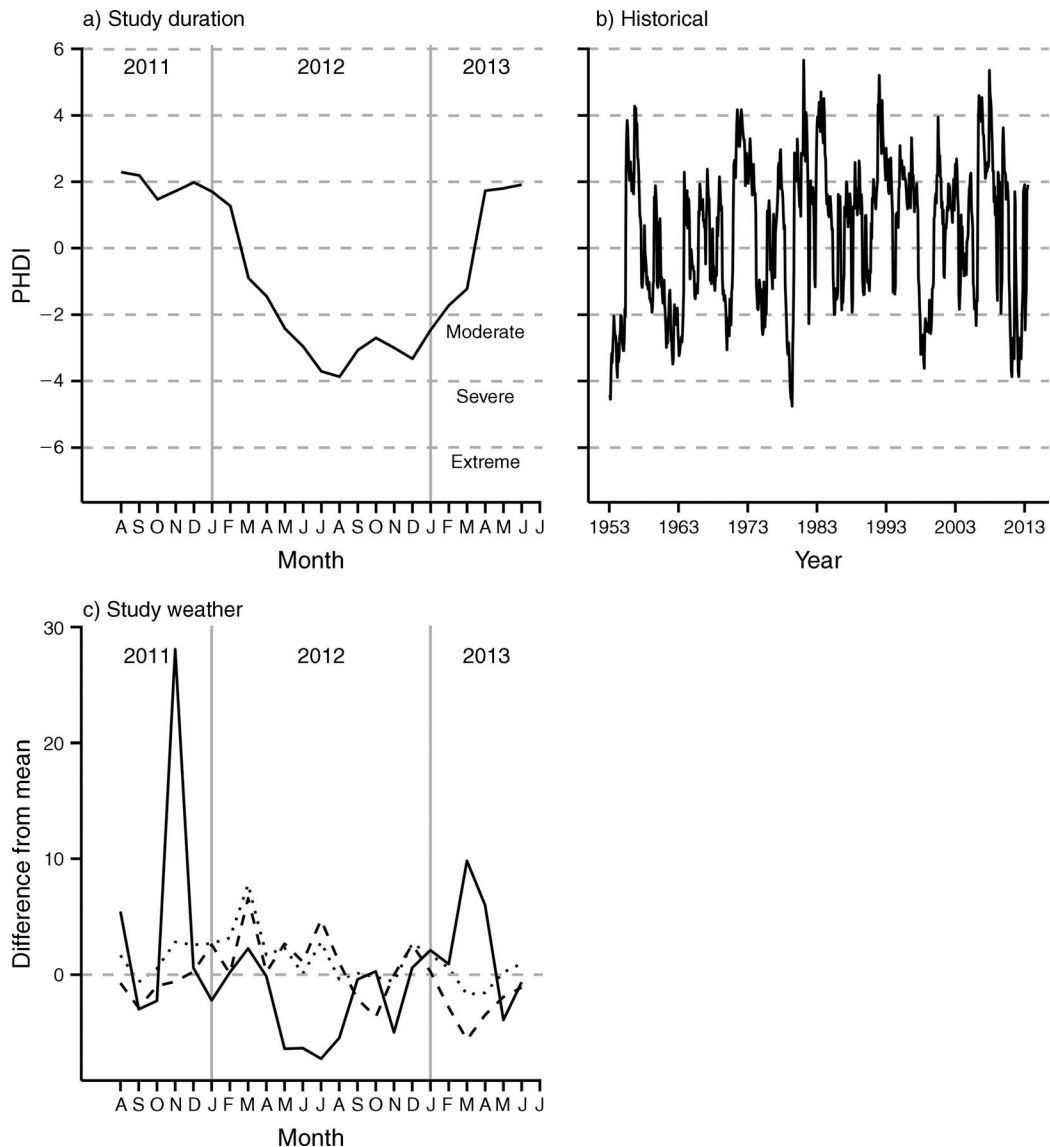 a) Study duration
6
4
2
0
−2
−4
−6
PHDI
2011
2012
2013
Moderate
Severe
Extreme
A S O N D J F M A M J J A S O N D J F M A M J J
Month
b) Historical
1953 1963 1973 1983 1993 2003 2013
Year
c) Study weather
30
20
10
0
Difference from mean
2011
2012
2013
A S O N D J F M A M J J A S O N D J F M A M J J
Month